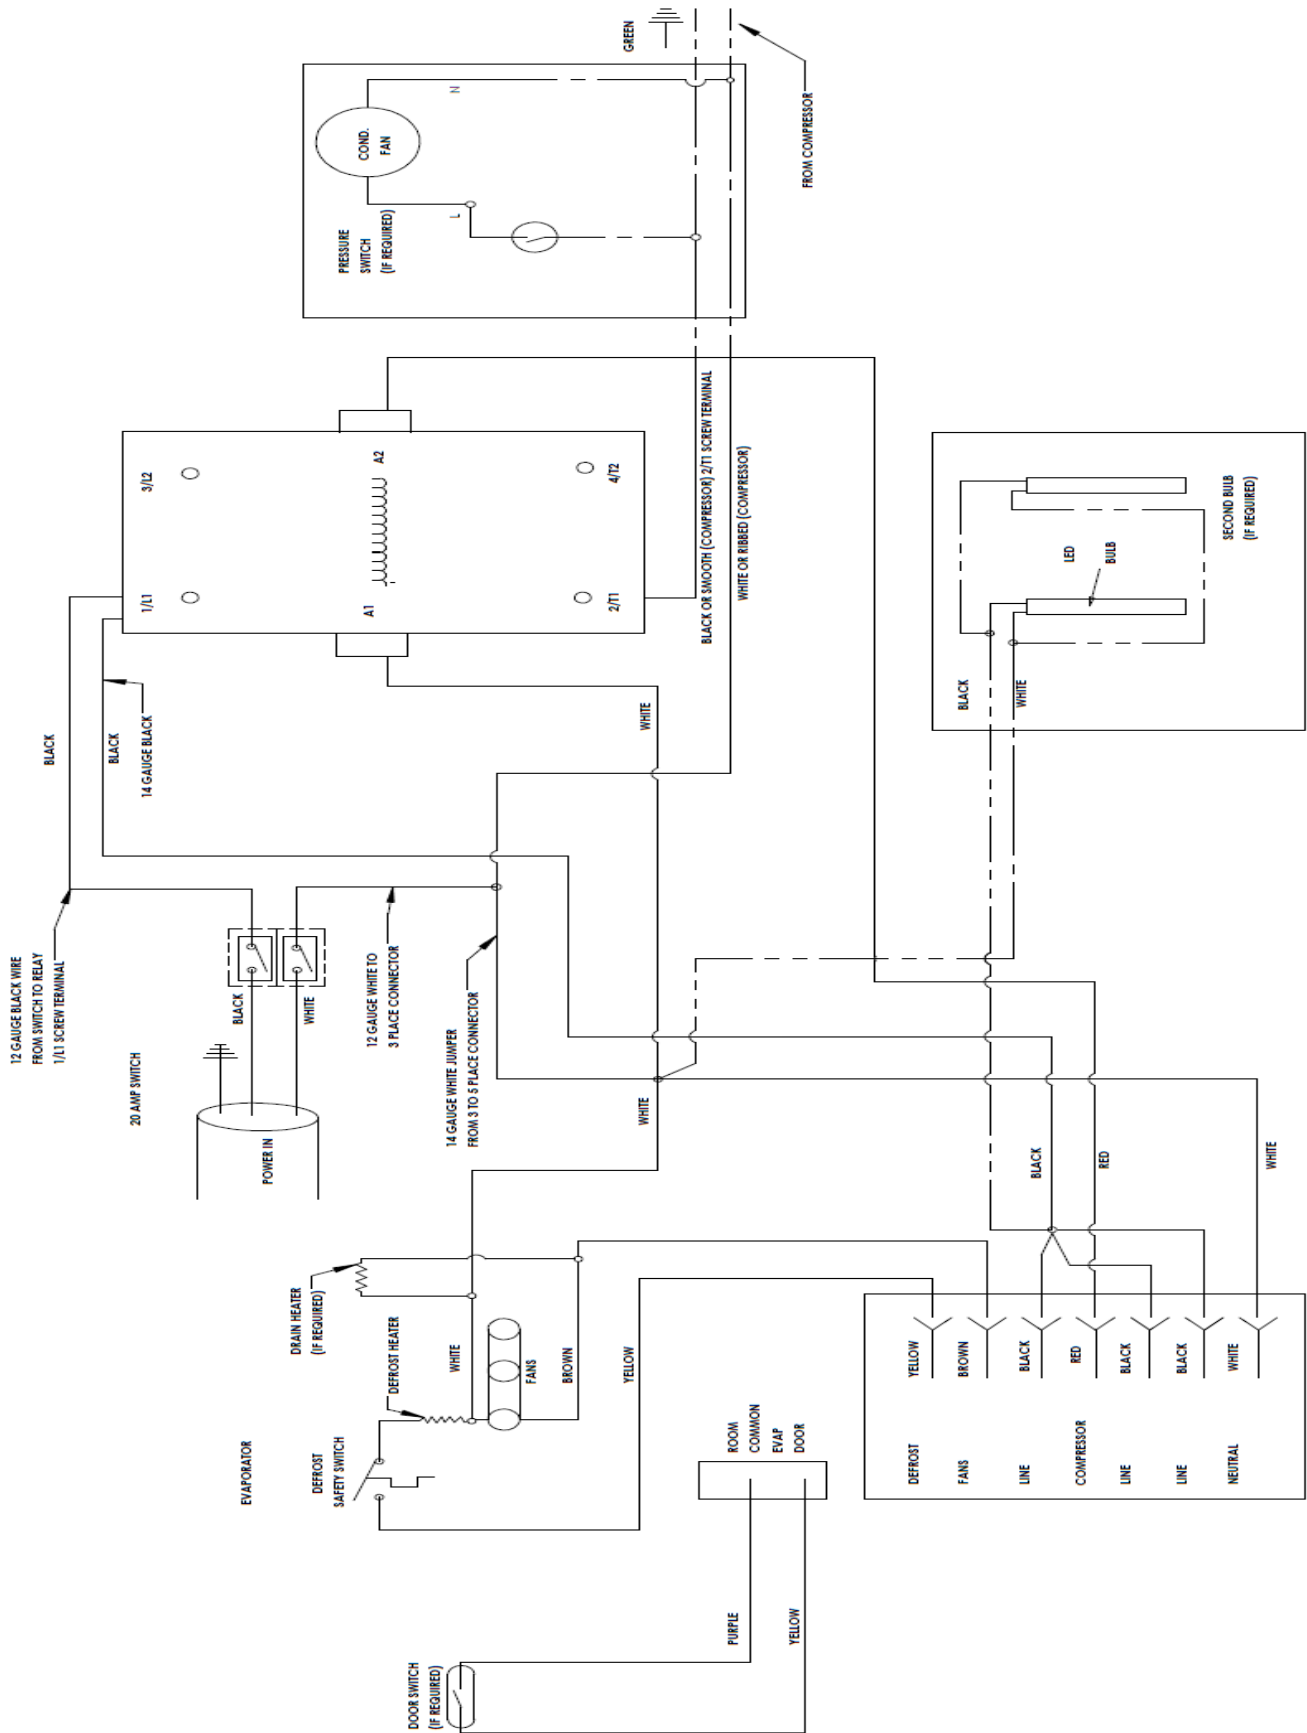 12 GAUGE BLACK WIRE
FROM SWITCH TO RELAY
1/L1 SCREW TERMINAL
BLACK
BLACK
14 GAUGE BLACK
20 AMP SWITCH
POWER IN
BLACK
WHITE
12 GAUGE WHITE TO
3 PLACE CONNECTOR
14 GAUGE WHITE JUMPER
FROM 3 TO 5 PLACE CONNECTOR
1/L1
3/L2
A1
A2
2/T1
4/T2
PRESSURE
SWITCH
(IF REQUIRED)
COND.
FAN
L
N
GREEN
FROM COMPRESSOR
BLACK OR SMOOTH (COMPRESSOR) 2/T1 SCREW TERMINAL
WHITE OR RIBBED (COMPRESSOR)
WHITE
WHITE
EVAPORATOR
DRAIN HEATER
(IF REQUIRED)
DEFROST
SAFETY SWITCH
DEFROST HEATER
WHITE
FANS
BROWN
YELLOW
DOOR SWITCH
(IF REQUIRED)
PURPLE
YELLOW
ROOM
COMMON
EVAP
DOOR
BLACK
WHITE
LED
BULB
SECOND BULB
(IF REQUIRED)
BLACK
RED
WHITE
DEFROST YELLOW
FANS BROWN
LINE BLACK
COMPRESSOR RED
LINE BLACK
LINE BLACK
NEUTRAL WHITE